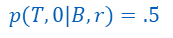 p(T,0|B,r) = .5